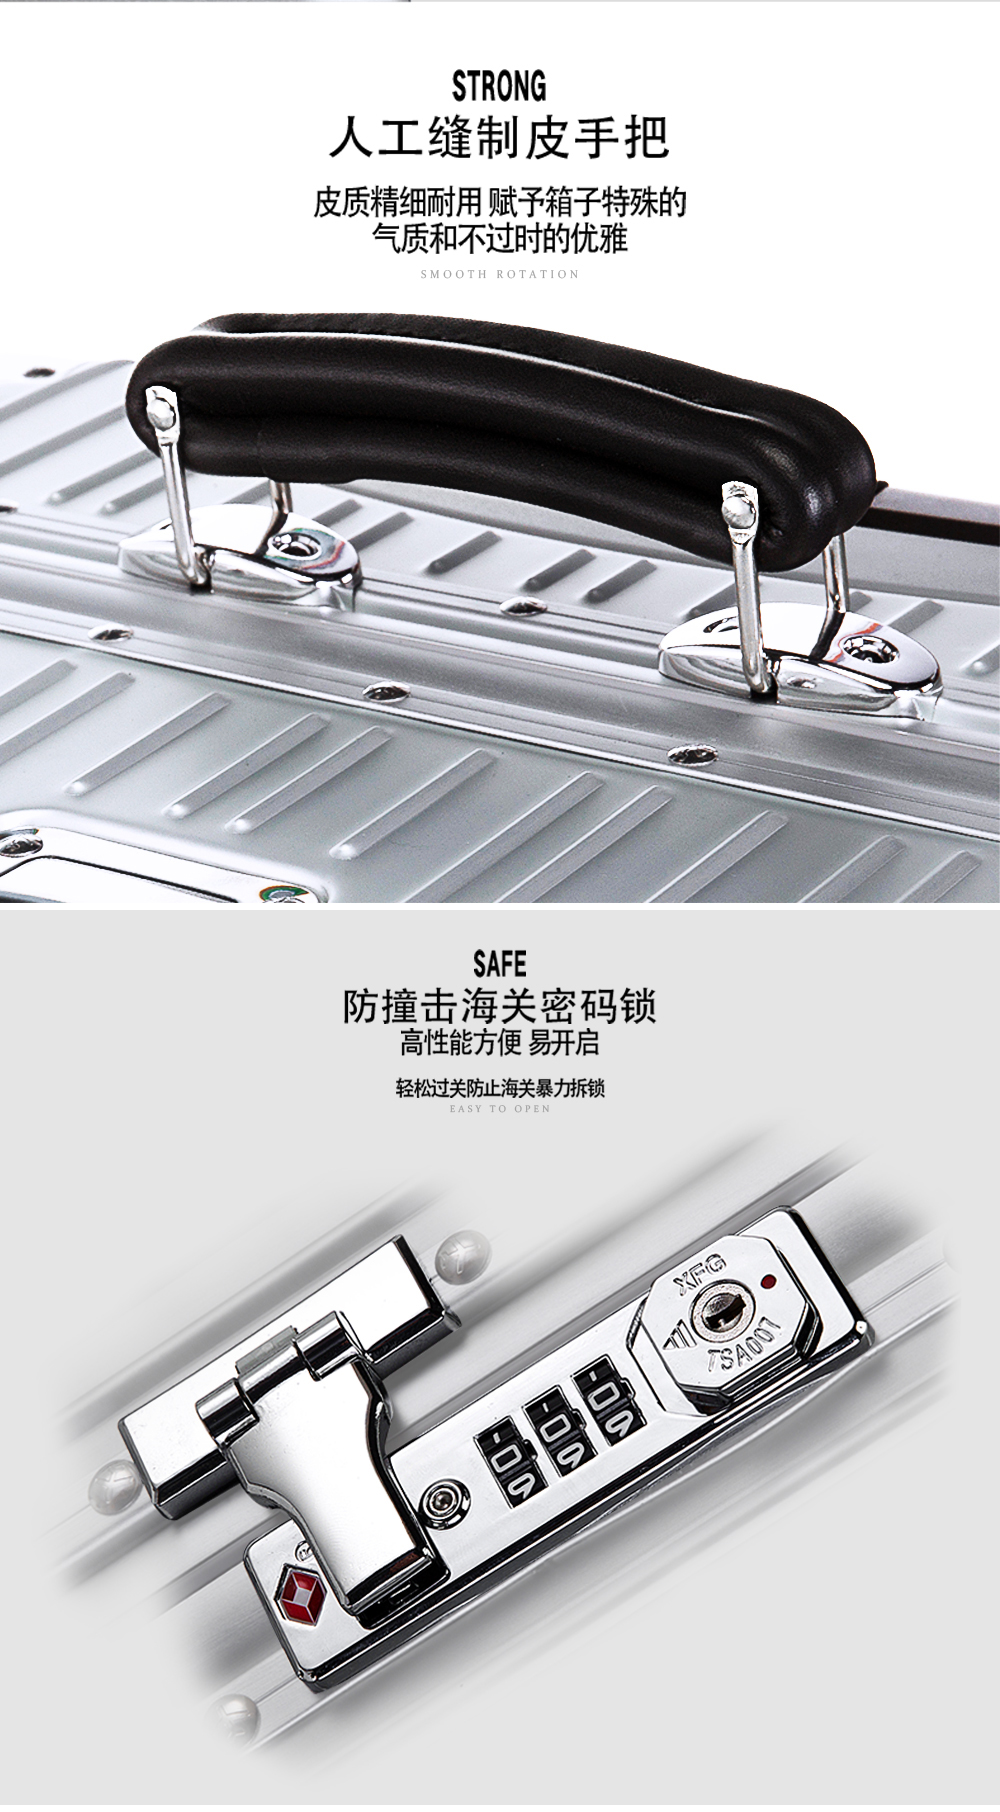 STRONG
人工缝制皮手把
皮质精细耐用 赋予箱子特殊的
气质和不过时的优雅
SMOOTH ROTATION
SAFE
防撞击海关密码锁
高性能方便 易开启
轻松过关防止海关暴力拆锁
EASY TO OPEN
XFG
TSA007